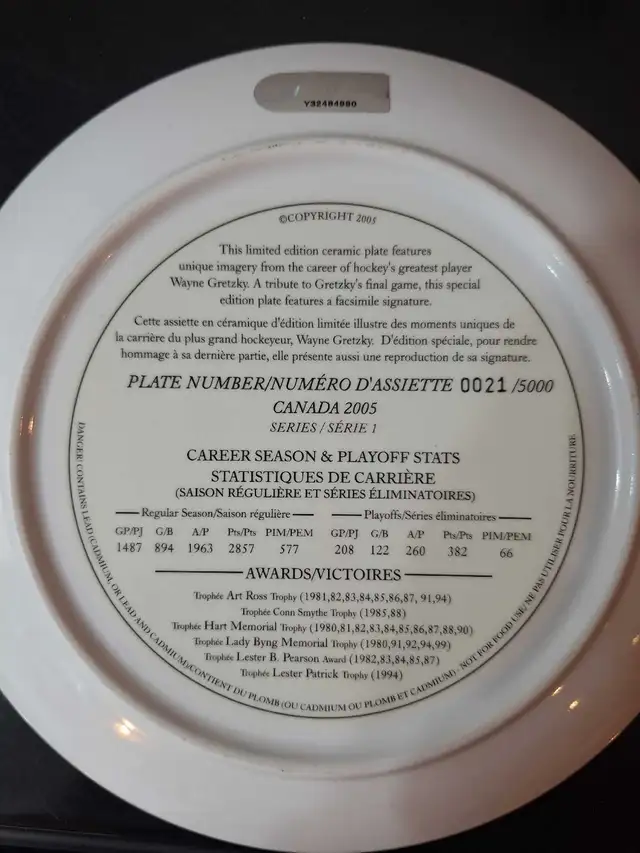 Y32484980
©COPYRIGHT 2005
This limited edition ceramic plate features
unique imagery from the career of hockey's greatest player
Wayne Gretzky. A tribute to Gretzky's final game, this special
edition plate features a facsimile signature.
Cette assiette en céramique d'édition limitée illustre des moments uniques de
la carrière du plus grand hockeyeur, Wayne Gretzky. D'édition spéciale, pour rendre
hommage à sa dernière partie, elle présente aussi une reproduction de sa signature.
PLATE NUMBER/NUMÉRO D'ASSIETTE 0021 /5000
CANADA 2005
SERIES / SÉRIE 1
CAREER SEASON & PLAYOFF STATS
STATISTIQUES DE CARRIÈRE
(SAISON RÉGULIÈRE ET SÉRIES ÉLIMINATOIRES)
Regular Season/Saison régulière Playoffs/Séries éliminatoires
GP/PJ G/B A/P Pts/Pts PIM/PEM GP/PJ G/B A/P Pts/Pts PIM/PEM
1487 894 1963 2857 577 208 122 260 382 66
AWARDS/VICTOIRES
Trophée Art Ross Trophy (1981,82,83,84,85,86,87, 91,94)
Trophée Conn Smythe Trophy (1985,88)
Trophée Hart Memorial Trophy (1980,81,82,83,84,85,86,87,88,90)
Trophée Lady Byng Memorial Trophy (1980,91,92,94,99)
Trophée Lester B. Pearson Award (1982,83,84,85,87)
Trophée Lester Patrick Trophy (1994)
DANGER! CONTAINS LEAD (CADMIUM, OR LEAD AND CADMIUM)/CONTIENT DU PLOMB (OU CADMIUM OU PLOMB ET CADMIUM) - NOT FOR FOOD USE/ NE PAS UTILISER POUR LA NOURRITURE